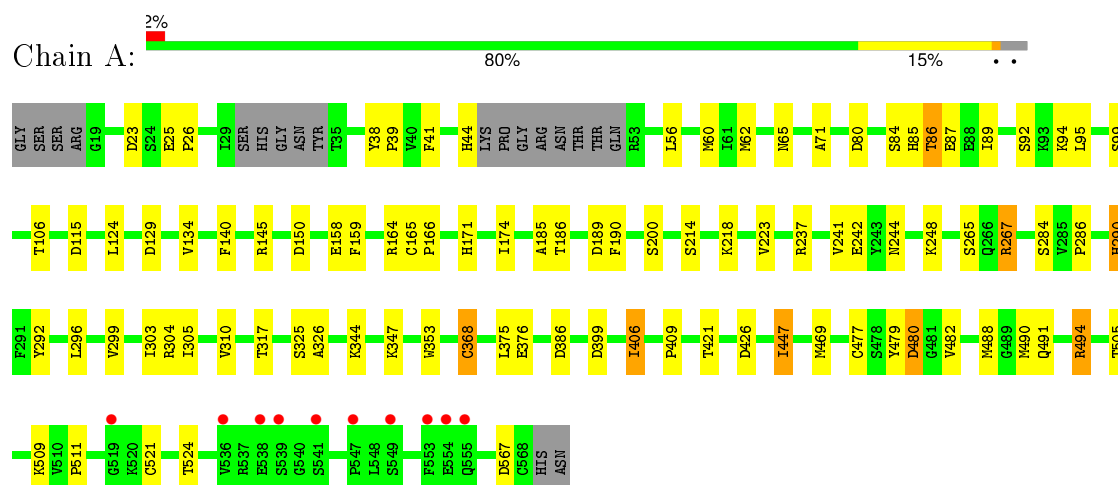 2%
Chain A:
80% 15% • •
GLY SER SER ARG G19 D23 S24 E25 P26 I29 SER HIS GLY ASN TYR T35 Y38 P39 V40 F41 H44 LYS PRO GLY ARG ASN THR THR GLN R53 L56 M60 I61 M62 N65 A71 D80 S84 H85 T86 E87 E88 I89 S92 K93 K94 L95
T106 D115 L124 D129 V134 F140 R145 D150 E158 F159 R164 C165 P166 H171 I174 A185 T186 D189 F190 S200 S214 K218 V223 R237 V241 E242 Y243 N244 K248 S265 Q266 R267 S284 V285 P286
F291 Y292 L296 V299 I303 R304 I305 V310 T317 S325 A326 K344 K347 W353 C368 L375 E376 D386 D399 I406 P409 T421 D426 I447 M469 C477 S478 Y479 D480 G481 V482 M488 G489 M490 Q491 R494
K509 V510 P511 G519 K520 C521 T524 V536 R537 E538 S539 G540 S541 P547 L548 S549 F553 E554 Q555 D567 C568 HIS ASN